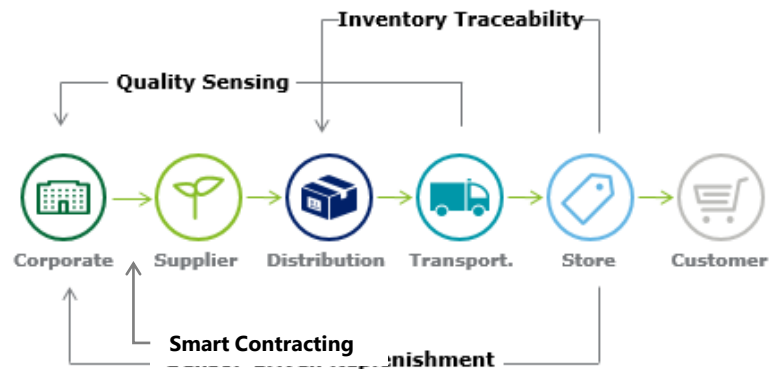 Inventory Traceability
Quality Sensing
Corporate Supplier Distribution Transport. Store Customer
Smart Contracting
enishment